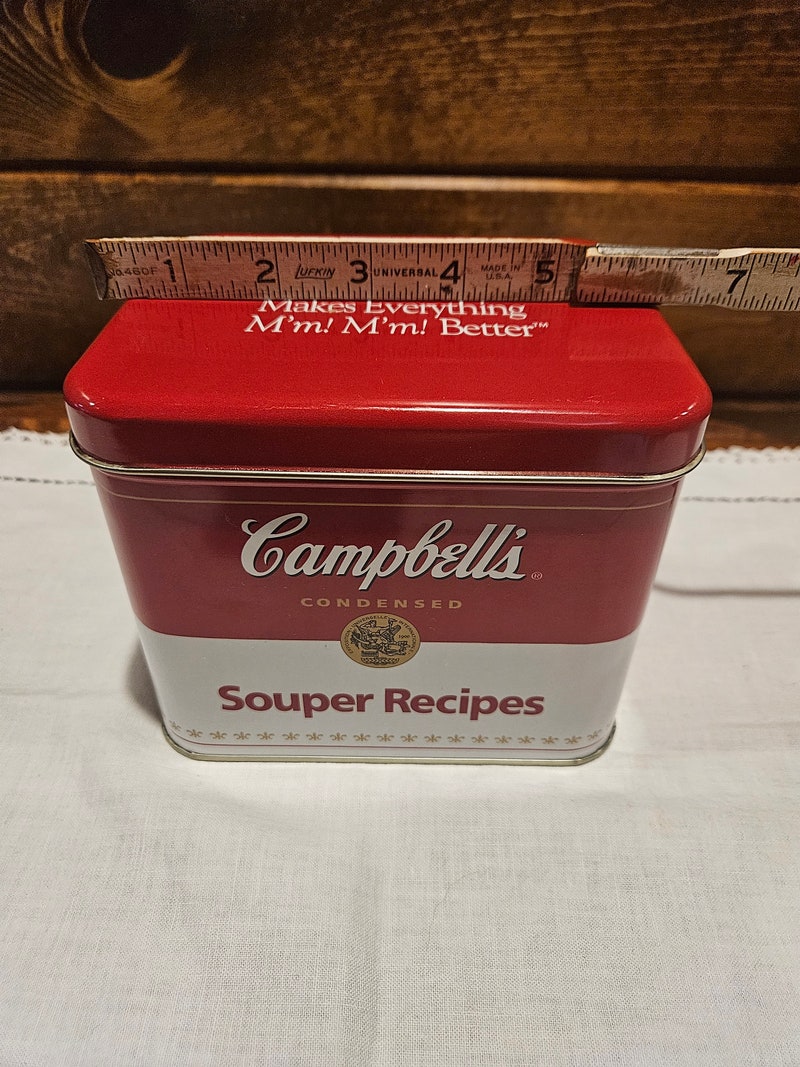 No.460F 1 2 LUFKIN 3 UNIVERSAL 4 MADE IN U.S.A. 5 7
Makes Everything
M'm! M'm! Better™
Campbell's®
CONDENSED
Souper Recipes